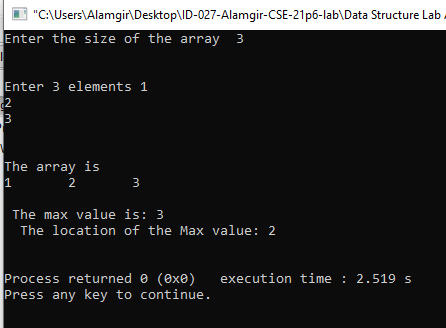 "C:\Users\Alamgir\Desktop\ID-027-Alamgir-CSE-21p6-lab\Data Structure Lab
Enter the size of the array  3
Enter 3 elements 1
2
3
The array is
1       2       3
 The max value is: 3
  The location of the Max value: 2
Process returned 0 (0x0)   execution time : 2.519 s
Press any key to continue.